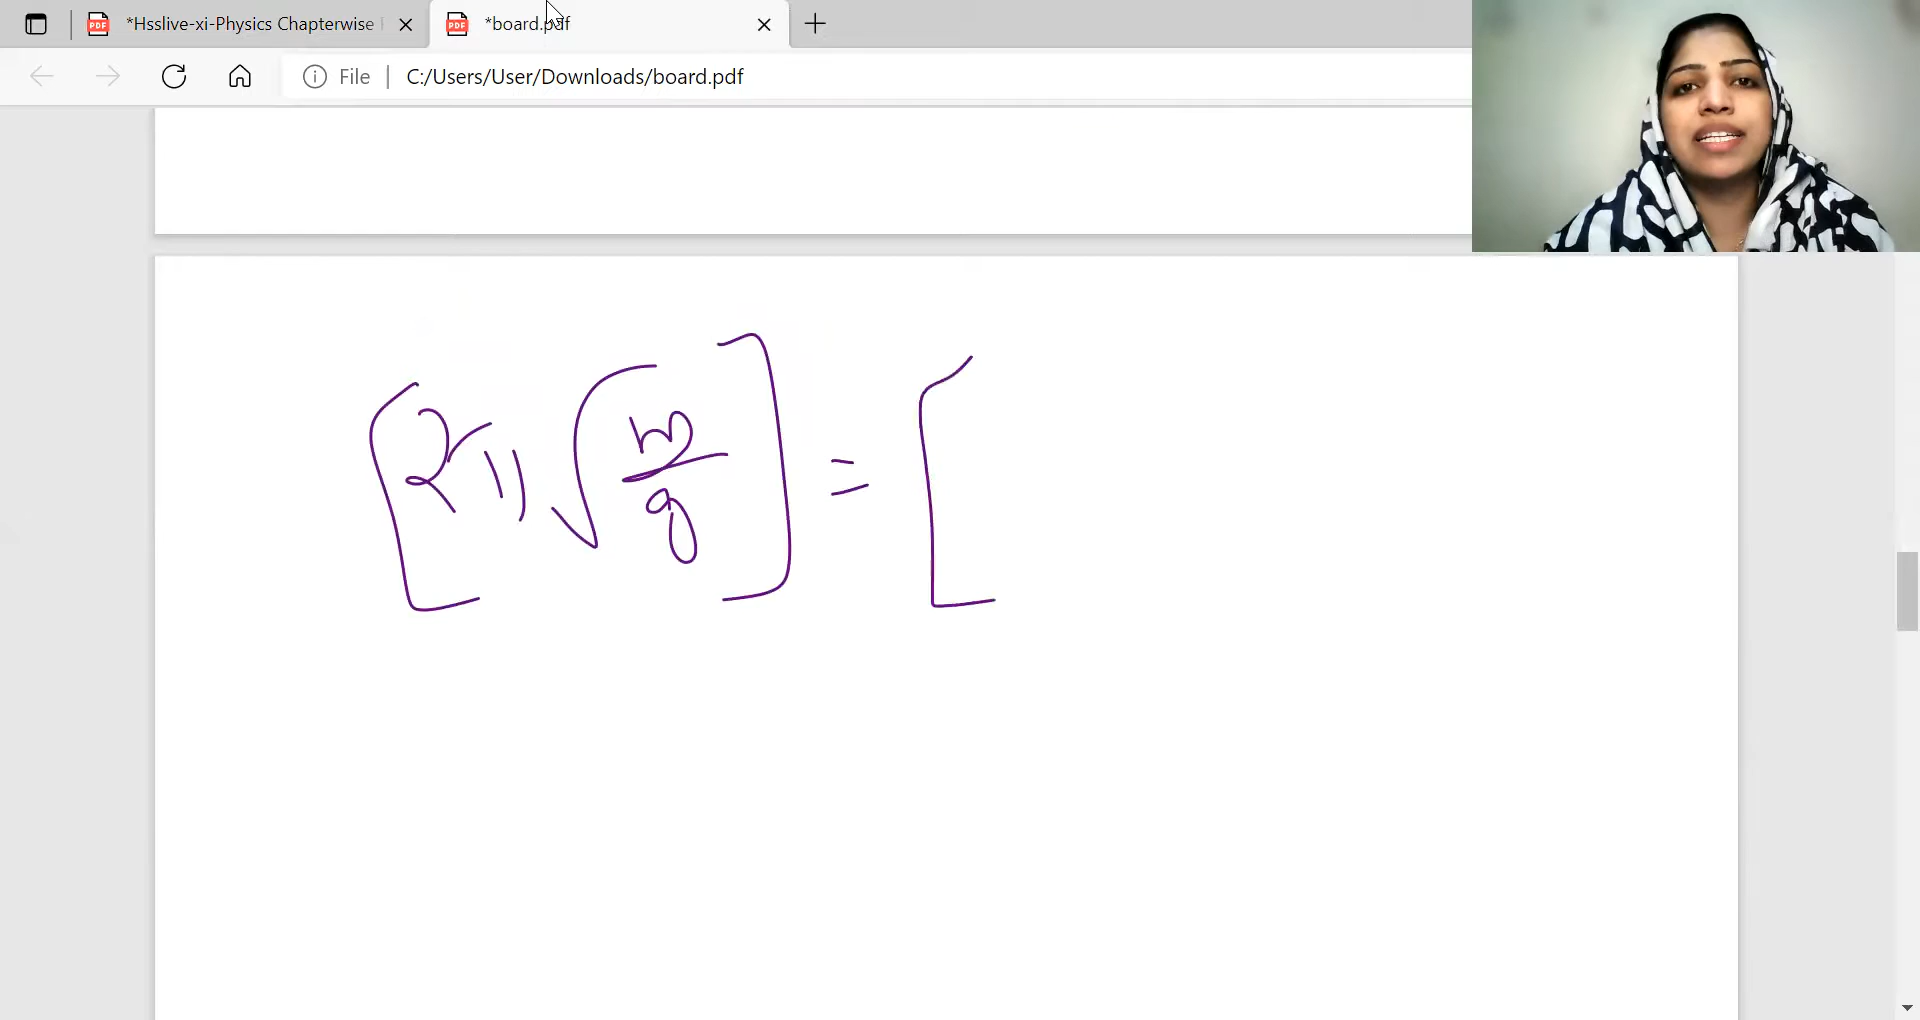 *Hsslive-xi-Physics Chapterwise
*board.pdf
File
C:/Users/User/Downloads/board.pdf
[2π√(m/g)] = [